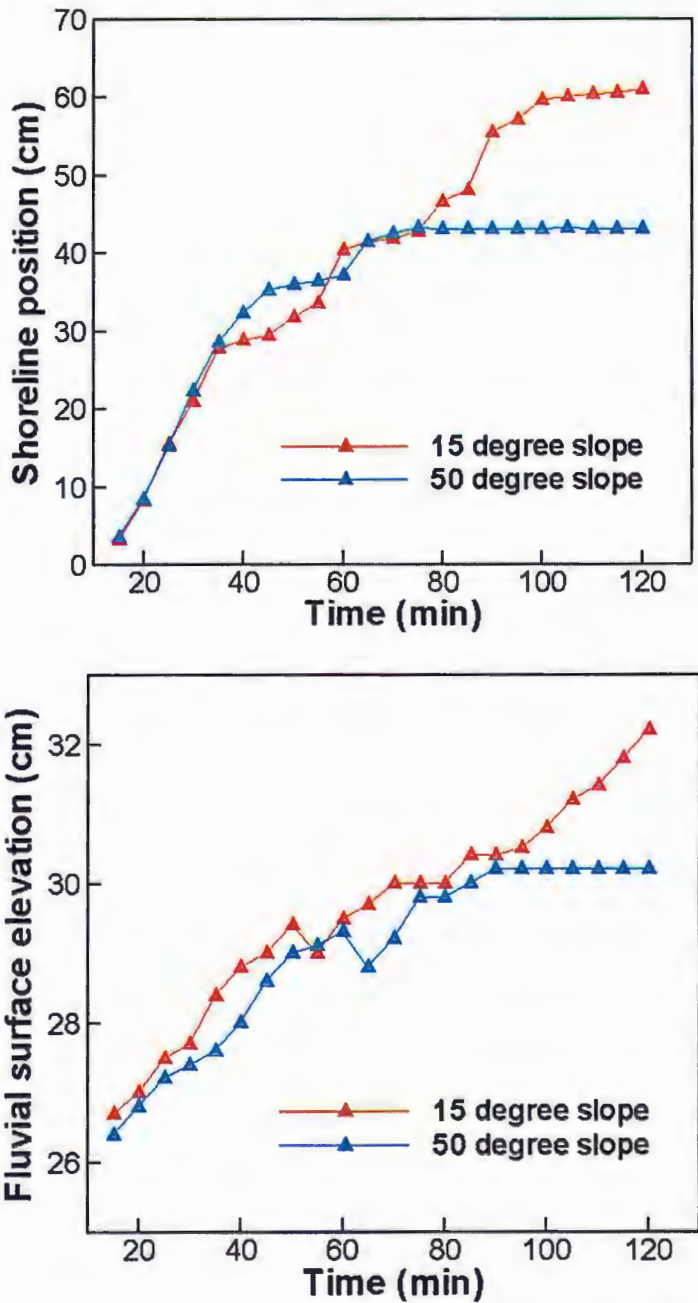 70
60
50
40
30
20
10
0
Shoreline position (cm)
15 degree slope
50 degree slope
20 40 60 80 100 120
Time (min)
32
30
28
26
Fluvial surface elevation (cm)
15 degree slope
50 degree slope
20 40 60 80 100 120
Time (min)